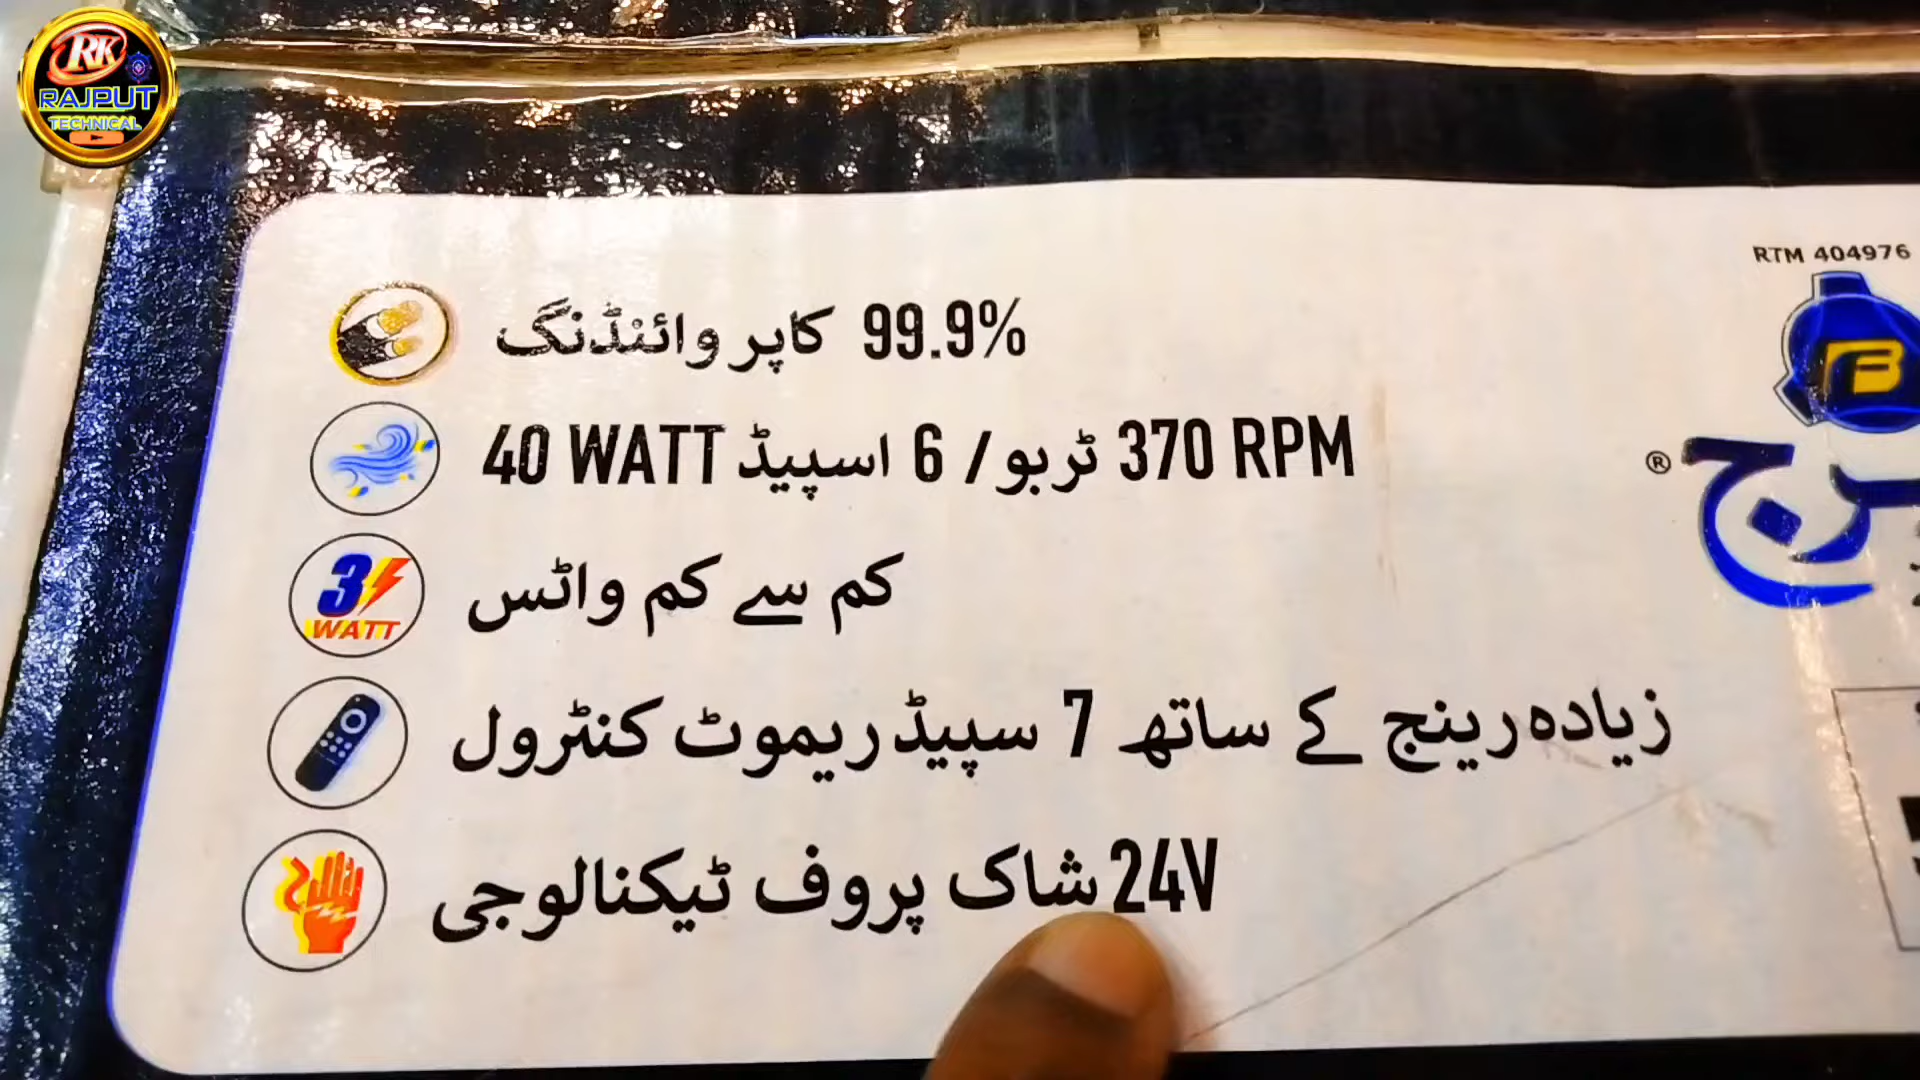 RK
RAJPUT
TECHNICAL
RTM 404976
99.9% کاپر وائنڈنگ
370 RPM ٹربو / 6 اسپیڈ 40 WATT
3 WATT
کم سے کم واٹس
زیادہ رینج کے ساتھ 7 سپیڈ ریموٹ کنٹرول
24V شاک پروف ٹیکنالوجی
B
®